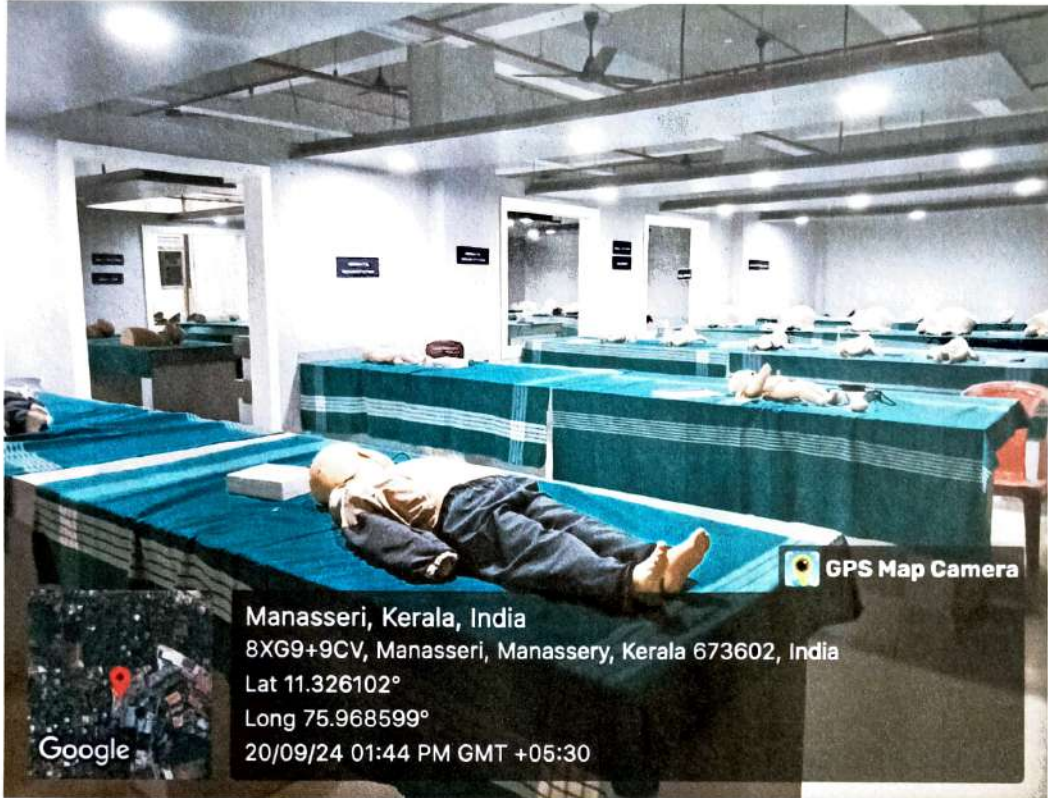 GPS Map Camera
Manasseri, Kerala, India
8XG9+9CV, Manasseri, Manassery, Kerala 673602, India
Lat 11.326102°
Long 75.968599°
20/09/24 01:44 PM GMT +05:30
Google